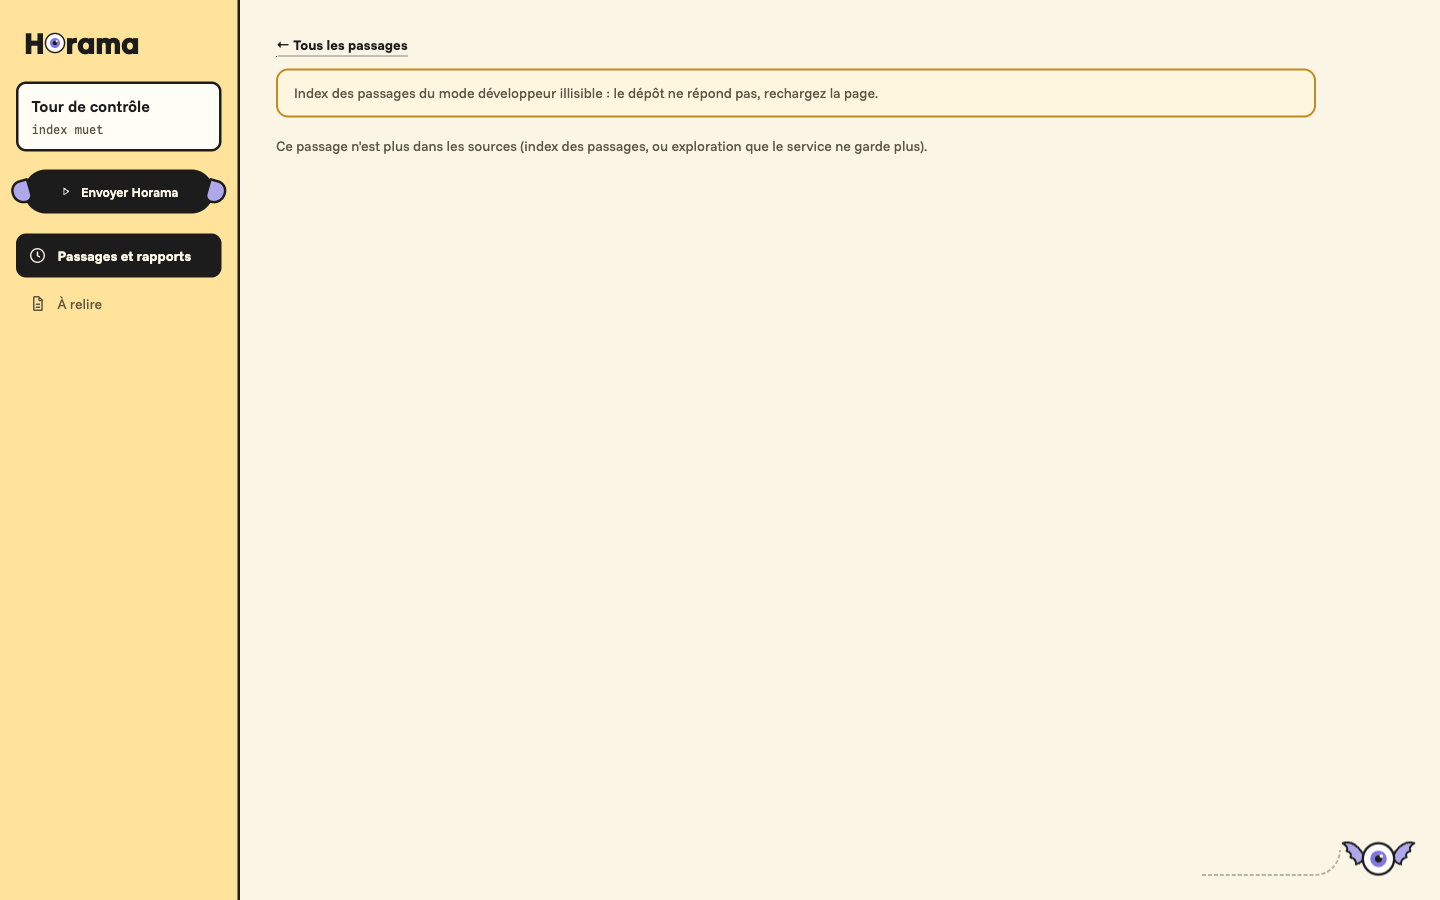 Horama
Tour de contrôle
index muet
Envoyer Horama
Passages et rapports
À relire
← Tous les passages
Index des passages du mode développeur illisible : le dépôt ne répond pas, rechargez la page.
Ce passage n'est plus dans les sources (index des passages, ou exploration que le service ne garde plus).